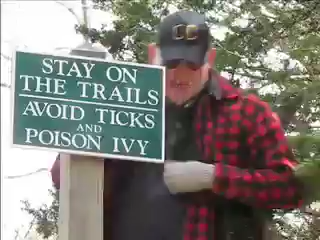 STAY ON
THE TRAILS
AVOID TICKS
AND
POISON IVY